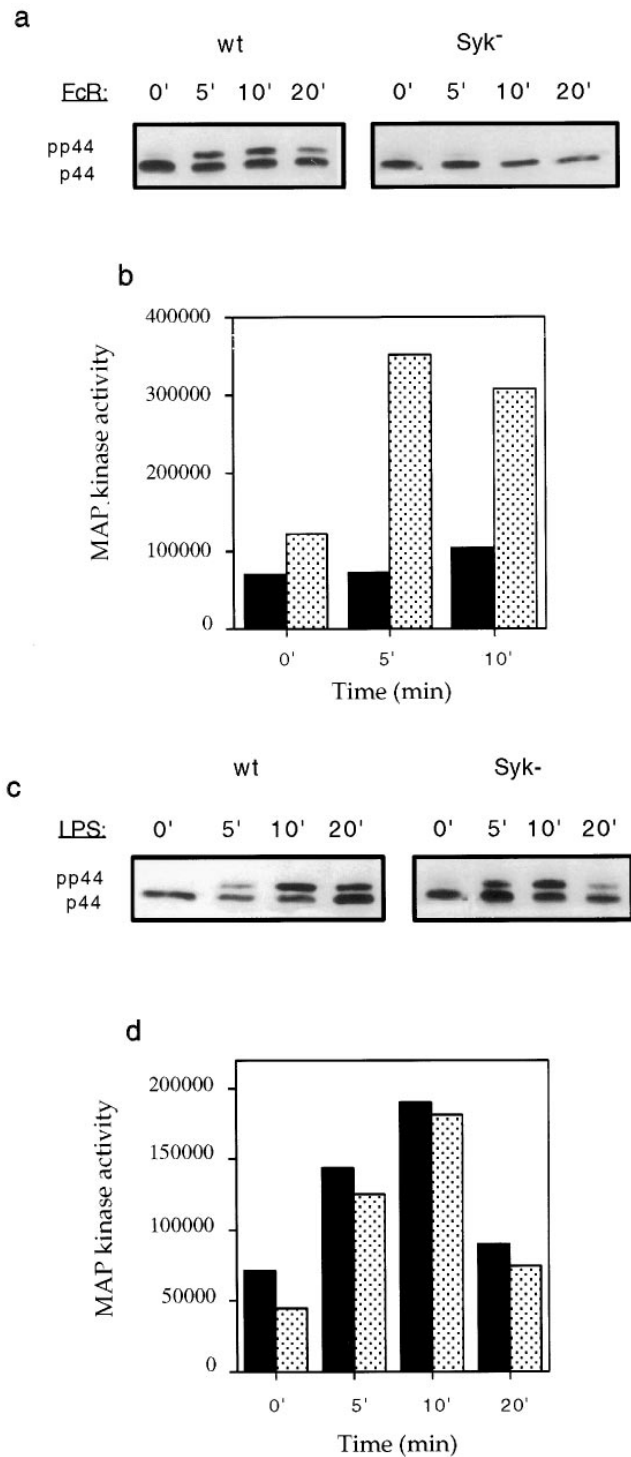 a
wt Syk⁻
FcR: 0' 5' 10' 20' 0' 5' 10' 20'
pp44
p44
b
400000
300000
200000
100000
0
MAP kinase activity
0' 5' 10'
Time (min)
c
wt Syk-
LPS: 0' 5' 10' 20' 0' 5' 10' 20'
pp44
p44
d
200000
150000
100000
50000
0
MAP kinase activity
0' 5' 10' 20'
Time (min)